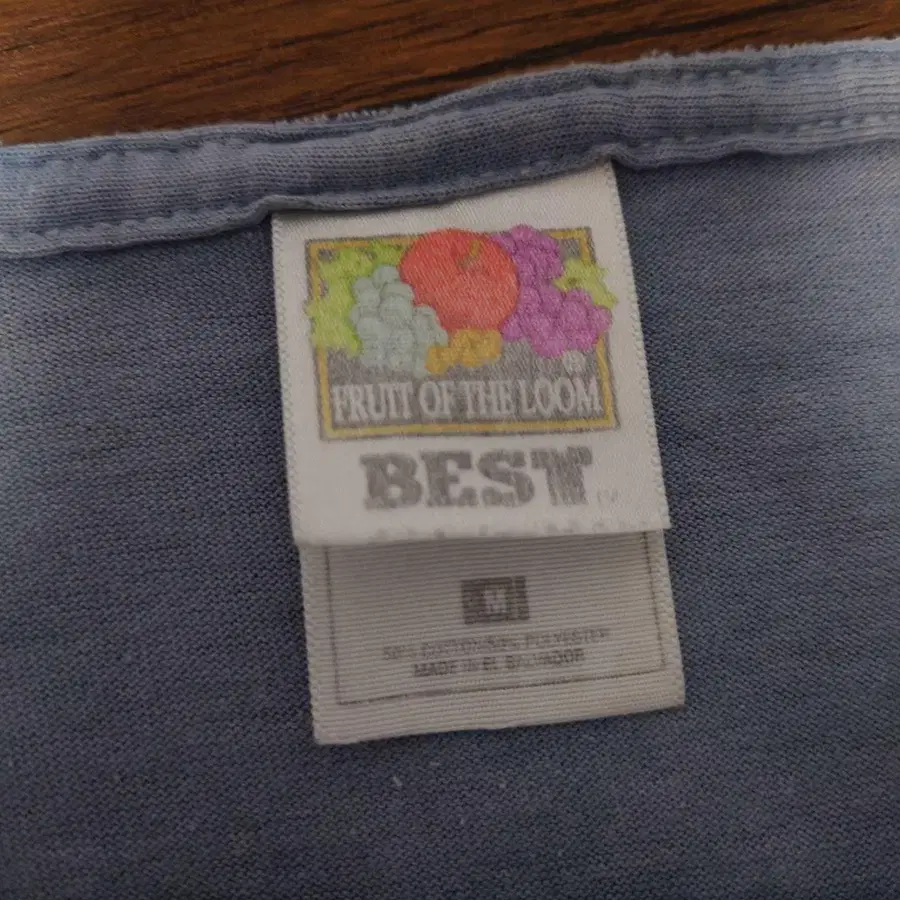 FRUIT OF THE LOOM
®
BEST
M
50% COTTON/50% POLYESTER
MADE IN EL SALVADOR